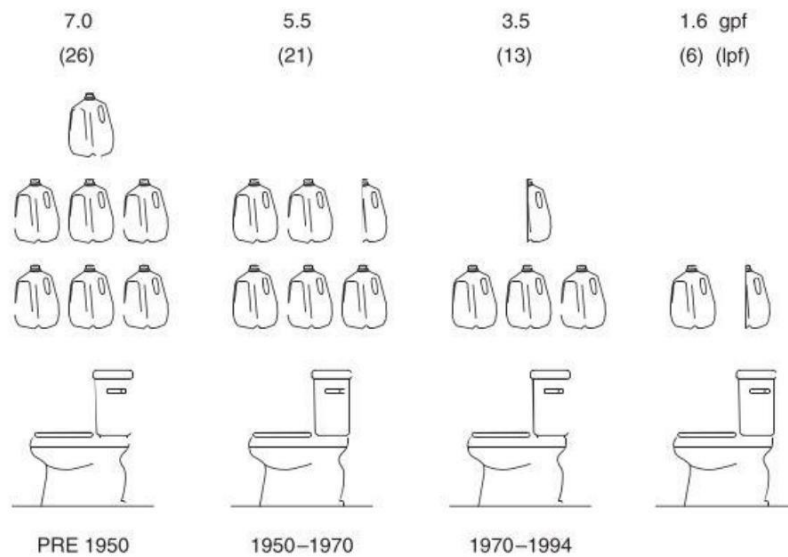 7.0 5.5 3.5 1.6 gpf
(26) (21) (13) (6) (lpf)
PRE 1950 1950–1970 1970–1994